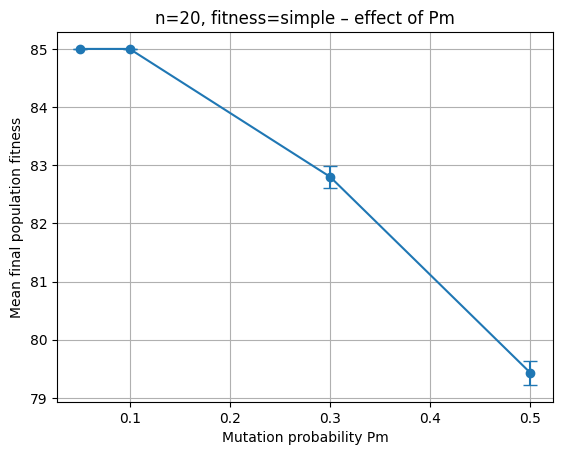 n=20, fitness=simple – effect of Pm
Mean final population fitness
85
84
83
82
81
80
79
0.1 0.2 0.3 0.4 0.5
Mutation probability Pm